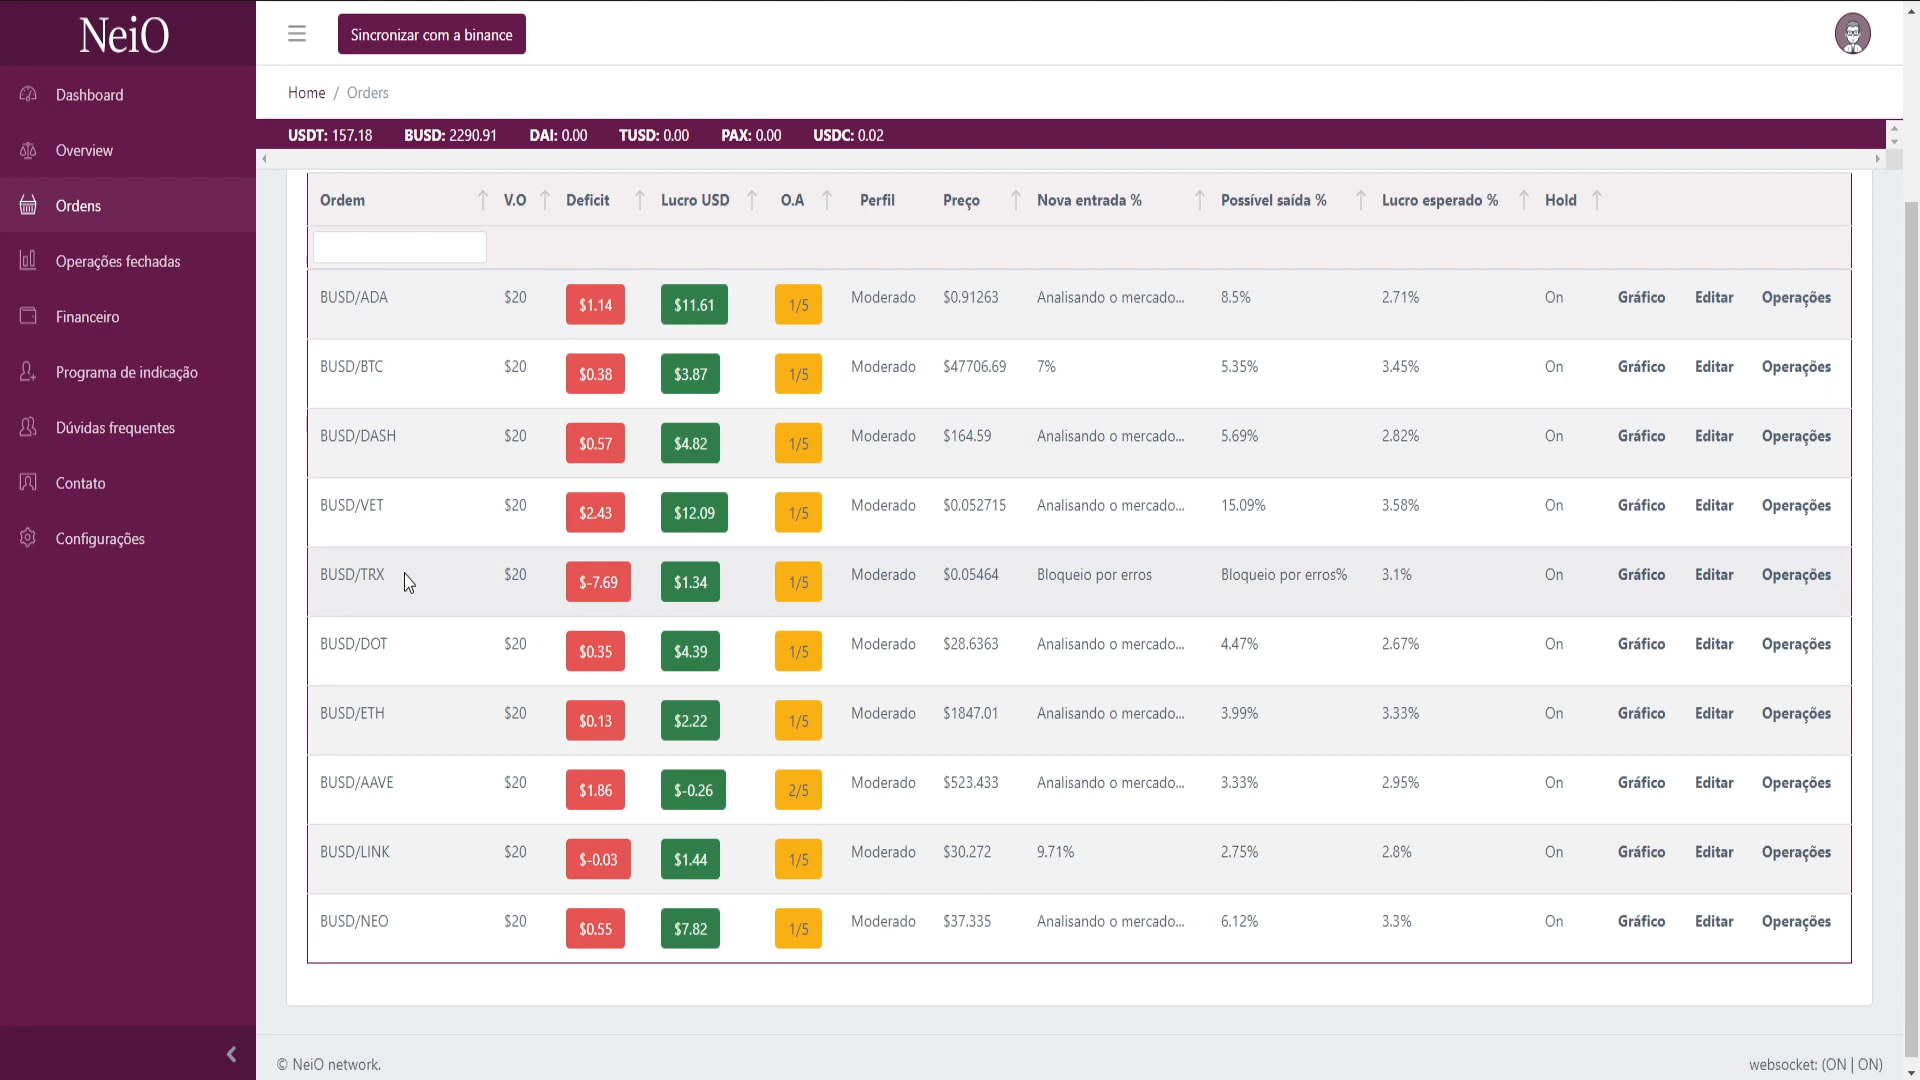 NeiO
Sincronizar com a binance
Dashboard
Overview
Ordens
Operações fechadas
Financeiro
Programa de indicação
Dúvidas frequentes
Contato
Configurações
Home / Orders
USDT: 157.18 BUSD: 2290.91 DAI: 0.00 TUSD: 0.00 PAX: 0.00 USDC: 0.02
Ordem V.O Deficit Lucro USD O.A Perfil Preço Nova entrada % Possível saída % Lucro esperado % Hold
BUSD/ADA $20 $1.14 $11.61 1/5 Moderado $0.91263 Analisando o mercado... 8.5% 2.71% On Gráfico Editar Operações
BUSD/BTC $20 $0.38 $3.87 1/5 Moderado $47706.69 7% 5.35% 3.45% On Gráfico Editar Operações
BUSD/DASH $20 $0.57 $4.82 1/5 Moderado $164.59 Analisando o mercado... 5.69% 2.82% On Gráfico Editar Operações
BUSD/VET $20 $2.43 $12.09 1/5 Moderado $0.052715 Analisando o mercado... 15.09% 3.58% On Gráfico Editar Operações
BUSD/TRX $20 $-7.69 $1.34 1/5 Moderado $0.05464 Bloqueio por erros Bloqueio por erros% 3.1% On Gráfico Editar Operações
BUSD/DOT $20 $0.35 $4.39 1/5 Moderado $28.6363 Analisando o mercado... 4.47% 2.67% On Gráfico Editar Operações
BUSD/ETH $20 $0.13 $2.22 1/5 Moderado $1847.01 Analisando o mercado... 3.99% 3.33% On Gráfico Editar Operações
BUSD/AAVE $20 $1.86 $-0.26 2/5 Moderado $523.433 Analisando o mercado... 3.33% 2.95% On Gráfico Editar Operações
BUSD/LINK $20 $-0.03 $1.44 1/5 Moderado $30.272 9.71% 2.75% 2.8% On Gráfico Editar Operações
BUSD/NEO $20 $0.55 $7.82 1/5 Moderado $37.335 Analisando o mercado... 6.12% 3.3% On Gráfico Editar Operações
© NeiO network.
websocket: (ON | ON)